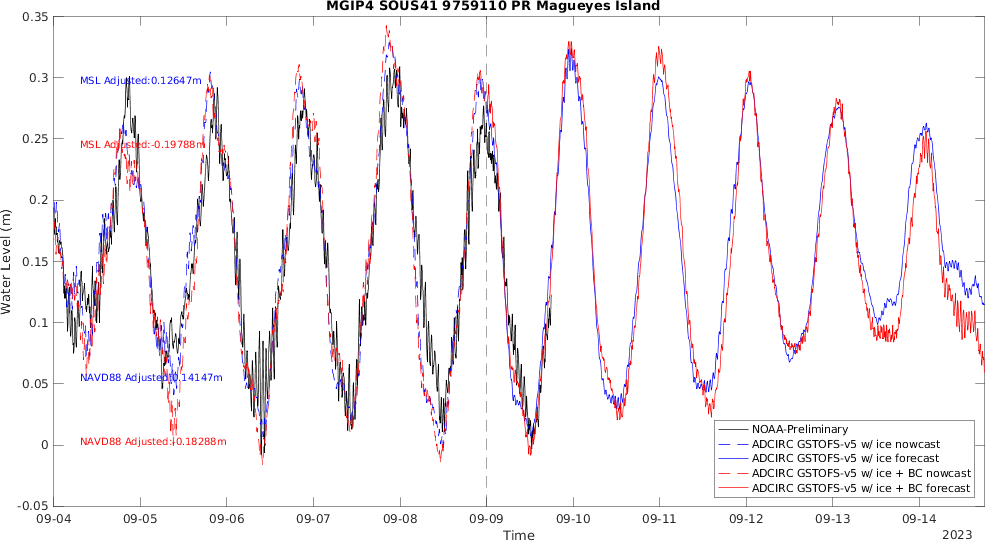 MGIP4 SOUS41 9759110 PR Magueyes Island
0.35
0.3
0.25
0.2
0.15
0.1
0.05
0
-0.05
Water Level (m)
MSL Adjusted:0.12647m
MSL Adjusted:-0.19788m
NAVD88 Adjusted:0.14147m
NAVD88 Adjusted:-0.18288m
NOAA-Preliminary
ADCIRC GSTOFS-v5 w/ ice nowcast
ADCIRC GSTOFS-v5 w/ ice forecast
ADCIRC GSTOFS-v5 w/ ice + BC nowcast
ADCIRC GSTOFS-v5 w/ ice + BC forecast
09-04 09-05 09-06 09-07 09-08 09-09 09-10 09-11 09-12 09-13 09-14
Time
2023